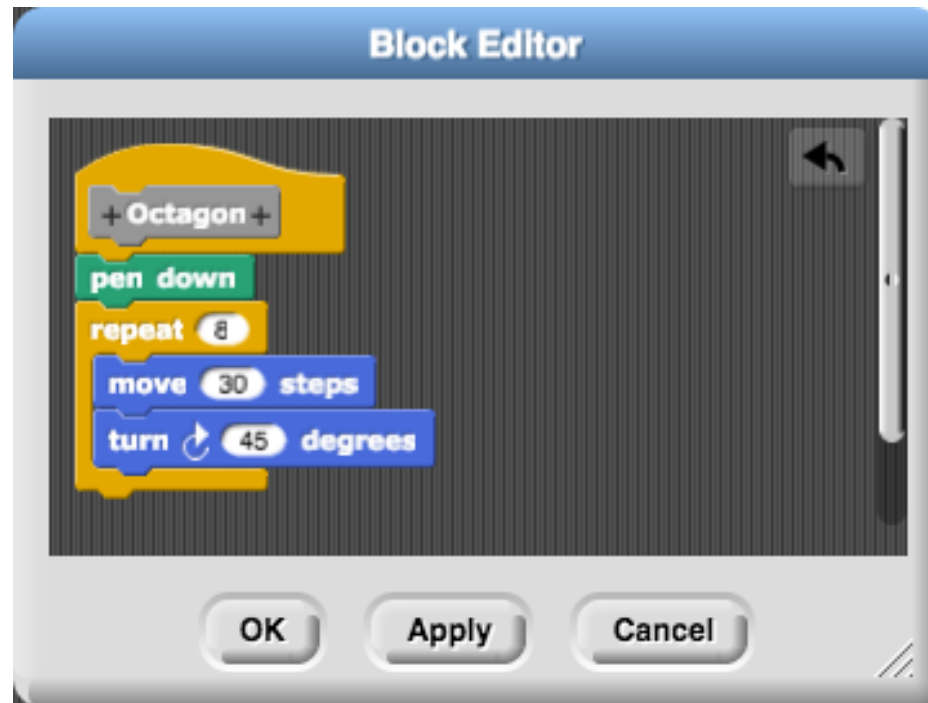 Block Editor
+ Octagon +
pen down
repeat 8
move 30 steps
turn 45 degrees
OK Apply Cancel